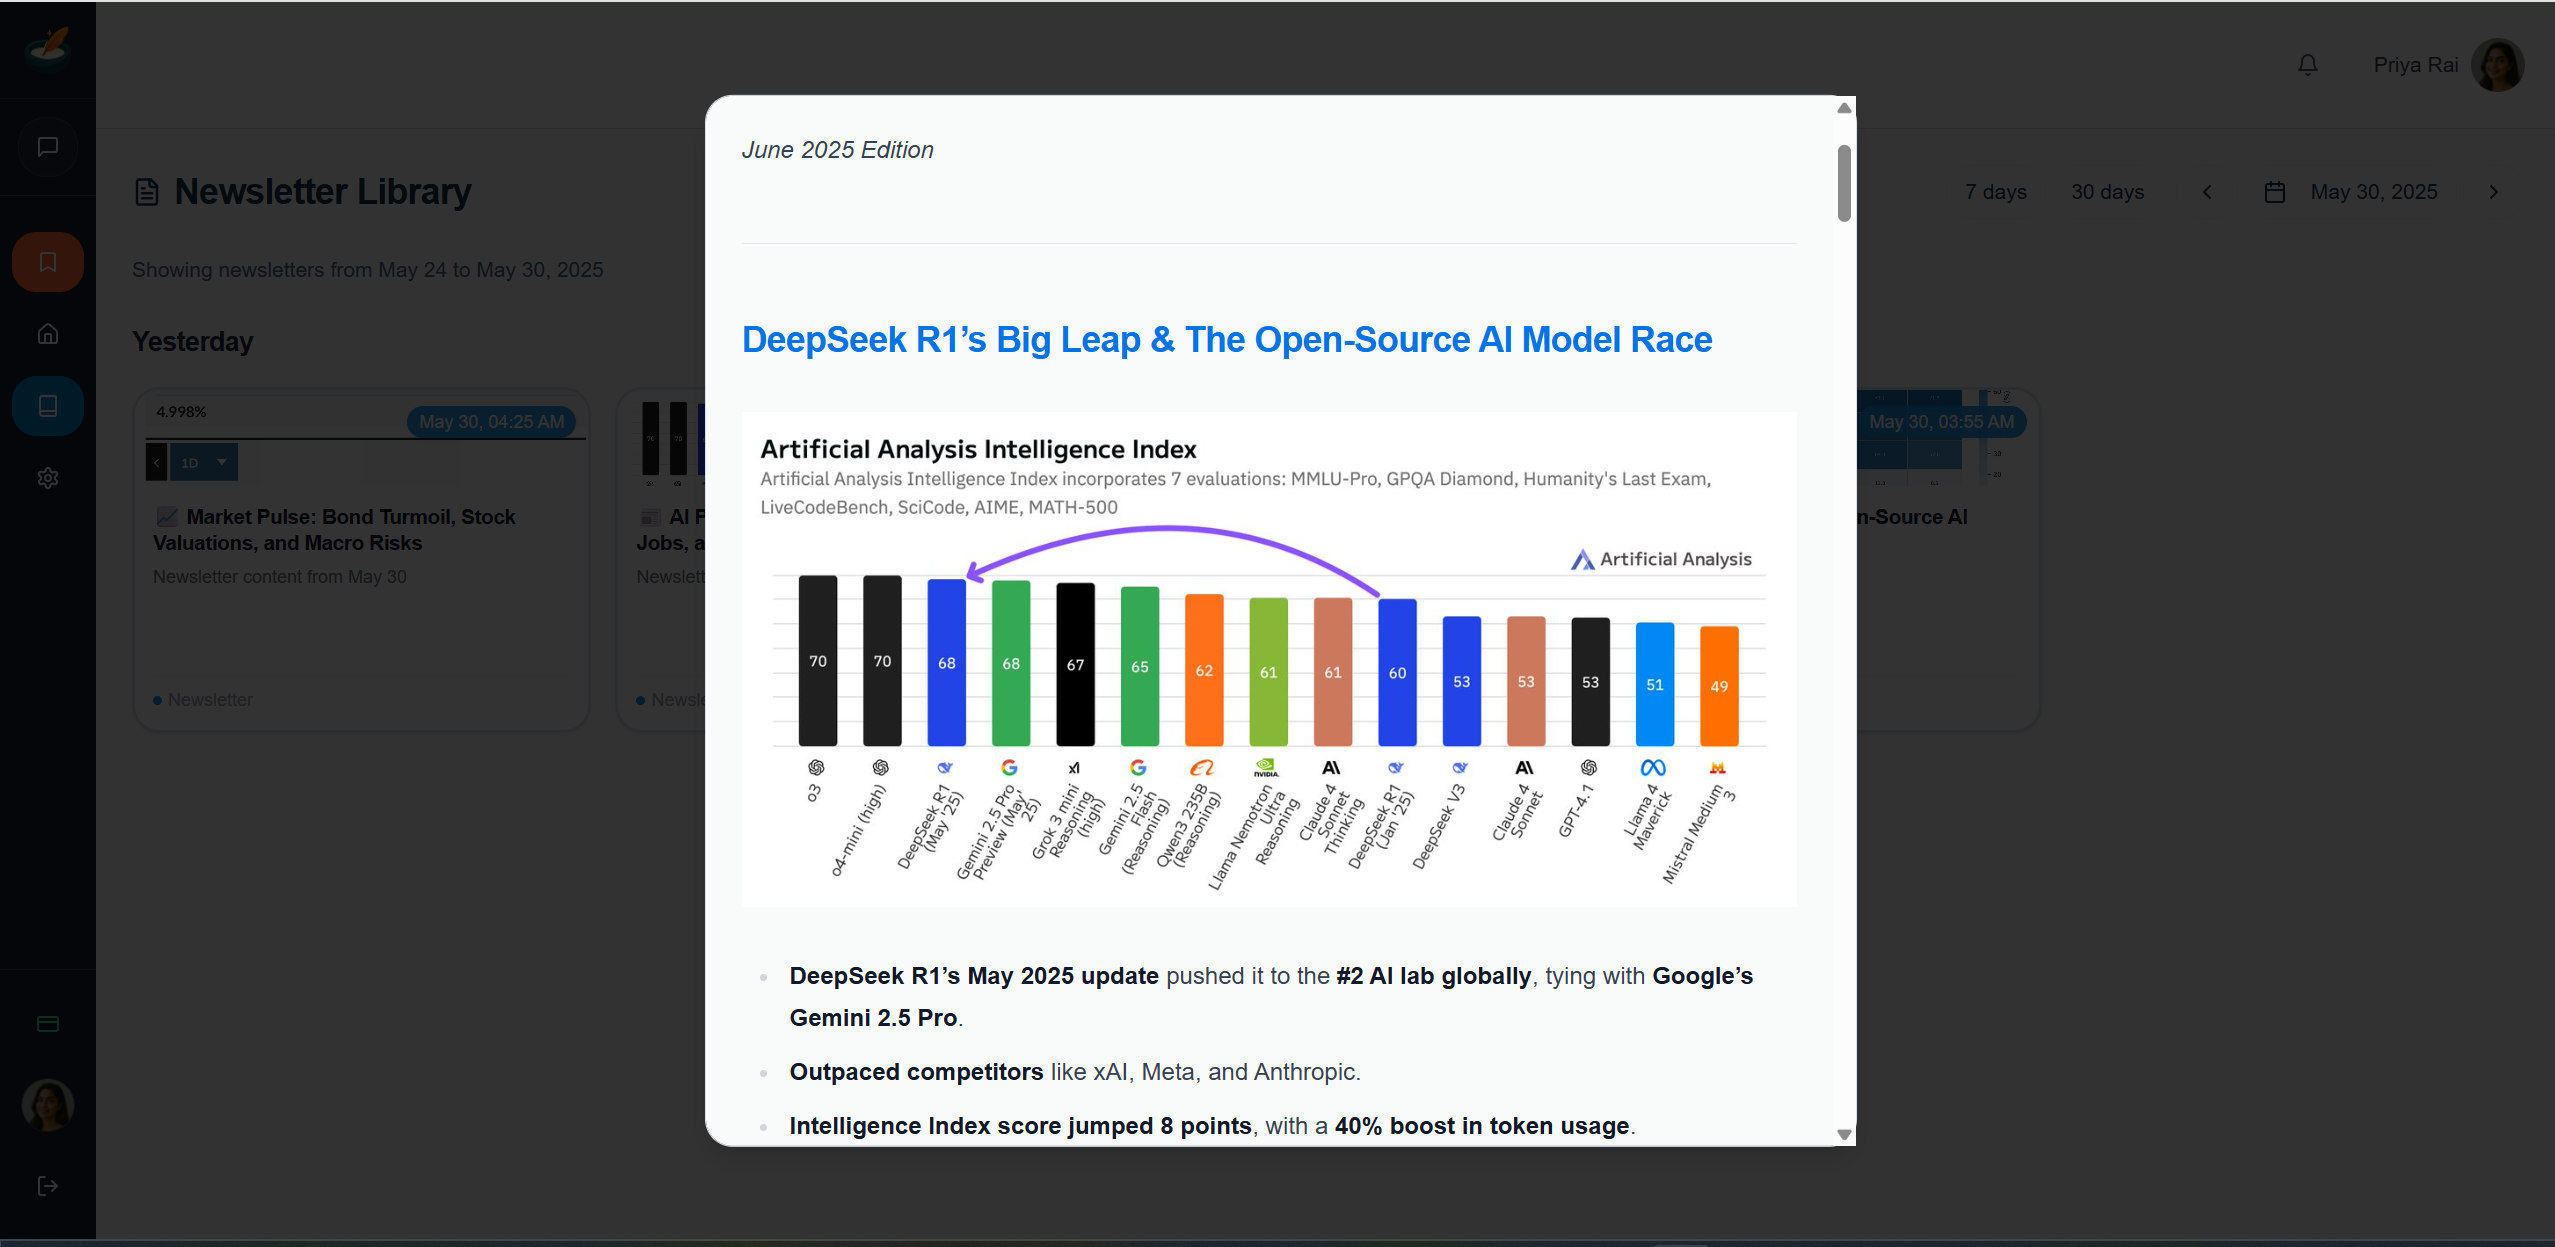 Priya Rai
Newsletter Library
7 days
30 days
May 30, 2025
Showing newsletters from May 24 to May 30, 2025
Yesterday
4.998%
May 30, 04:25 AM
1D
📈 Market Pulse: Bond Turmoil, Stock
Valuations, and Macro Risks
Newsletter content from May 30
Newsletter
AI
Jobs,
May 30, 03:55 AM
n-Source AI
June 2025 Edition
DeepSeek R1’s Big Leap & The Open-Source AI Model Race
Artificial Analysis Intelligence Index
Artificial Analysis Intelligence Index incorporates 7 evaluations: MMLU-Pro, GPQA Diamond, Humanity's Last Exam,
LiveCodeBench, SciCode, AIME, MATH-500
Artificial Analysis
70
70
68
68
67
65
62
61
61
60
53
53
53
51
49
NVIDIA
o3
o4-mini (high)
DeepSeek R1
(May '25)
Gemini 2.5 Pro
Preview (May'
25)
Grok 3 mini
Reasoning
(high)
Gemini 2.5
Flash
(Reasoning)
Qwen3 235B
(Reasoning)
Llama Nemotron
Ultra
Reasoning
Claude 4
Sonnet
Thinking
DeepSeek R1
(Jan '25)
DeepSeek V3
Claude 4
Sonnet
GPT-4.1
Llama 4
Maverick
Mistral Medium
3
DeepSeek R1’s May 2025 update pushed it to the #2 AI lab globally, tying with Google’s
Gemini 2.5 Pro.
Outpaced competitors like xAI, Meta, and Anthropic.
Intelligence Index score jumped 8 points, with a 40% boost in token usage.